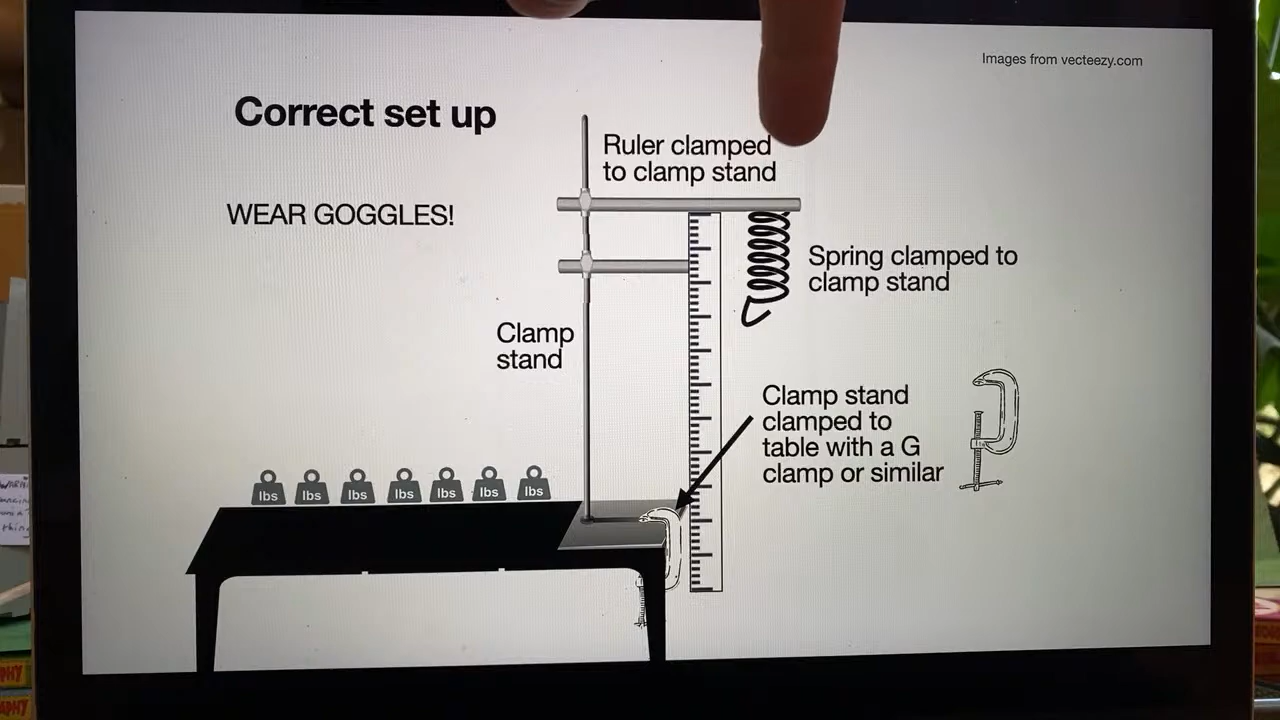 Images from vecteezy.com
Correct set up
Ruler clamped
to clamp stand
WEAR GOGGLES!
Spring clamped to
clamp stand
Clamp
stand
Clamp stand
clamped to
table with a G
clamp or similar
lbs
lbs
lbs
lbs
lbs
lbs
lbs